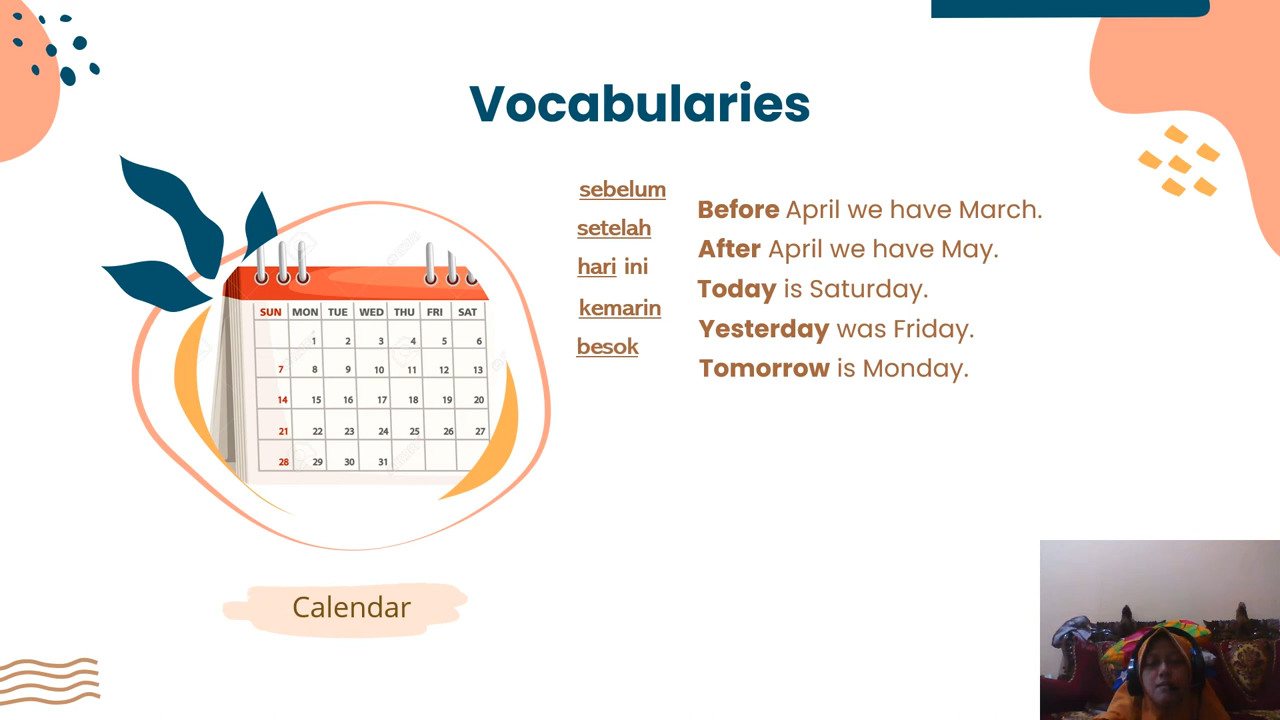 Vocabularies
sebelum
setelah
hari ini
kemarin
besok
Before April we have March.
After April we have May.
Today is Saturday.
Yesterday was Friday.
Tomorrow is Monday.
SUN MON TUE WED THU FRI SAT
1 2 3 4 5 6
7 8 9 10 11 12 13
14 15 16 17 18 19 20
21 22 23 24 25 26 27
28 29 30 31
Calendar